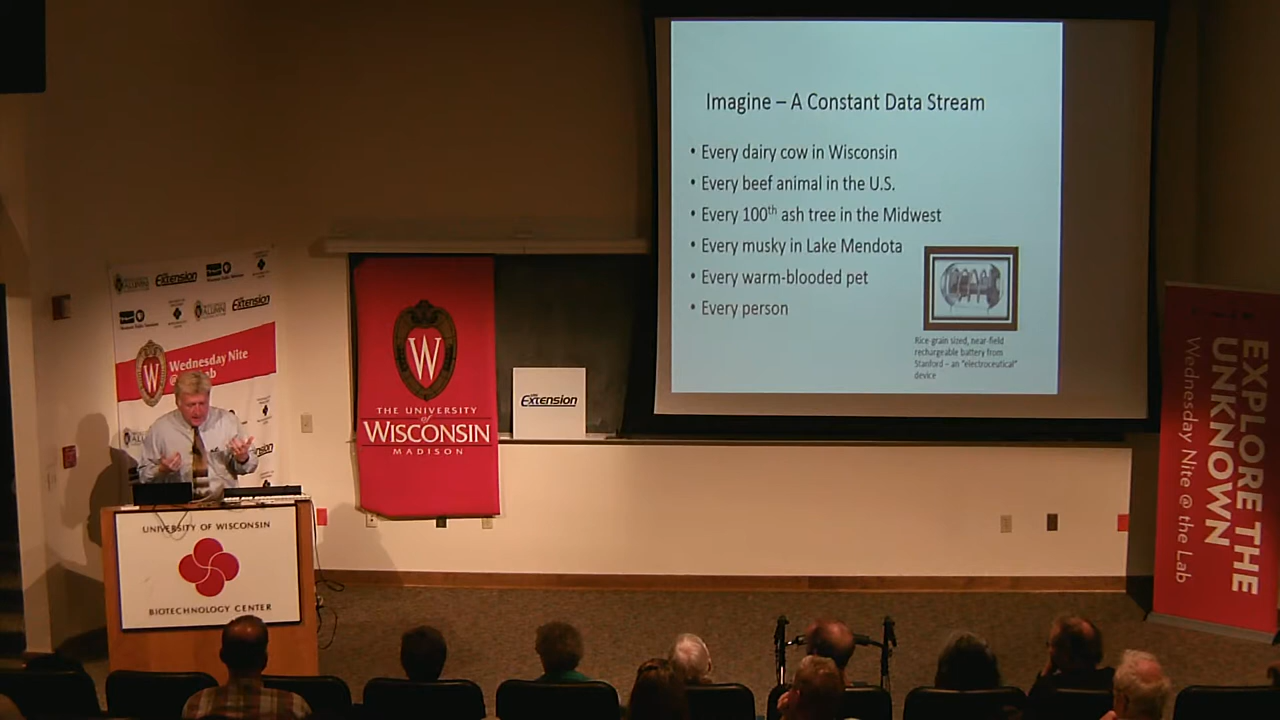 Imagine – A Constant Data Stream
• Every dairy cow in Wisconsin
• Every beef animal in the U.S.
• Every 100th ash tree in the Midwest
• Every musky in Lake Mendota
• Every warm-blooded pet
• Every person
Rice grain sized, near-field
rechargeable battery from
Stanford – an "electroceutical"
device
Extension
Extension
Wednesday Nite
@
W
W
THE UNIVERSITY
of
WISCONSIN
MADISON
Extension
UNIVERSITY OF WISCONSIN
BIOTECHNOLOGY CENTER
EXPLORE THE
UNKNOWN
Wednesday Nite @ the Lab